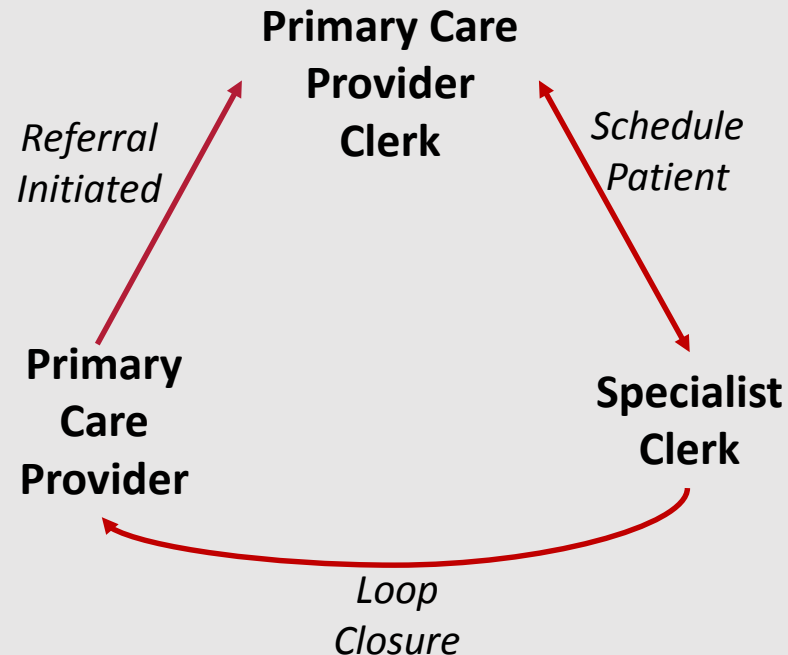 Primary Care
Provider
Clerk
Referral
Initiated
Schedule
Patient
Primary
Care
Provider
Specialist
Clerk
Loop
Closure